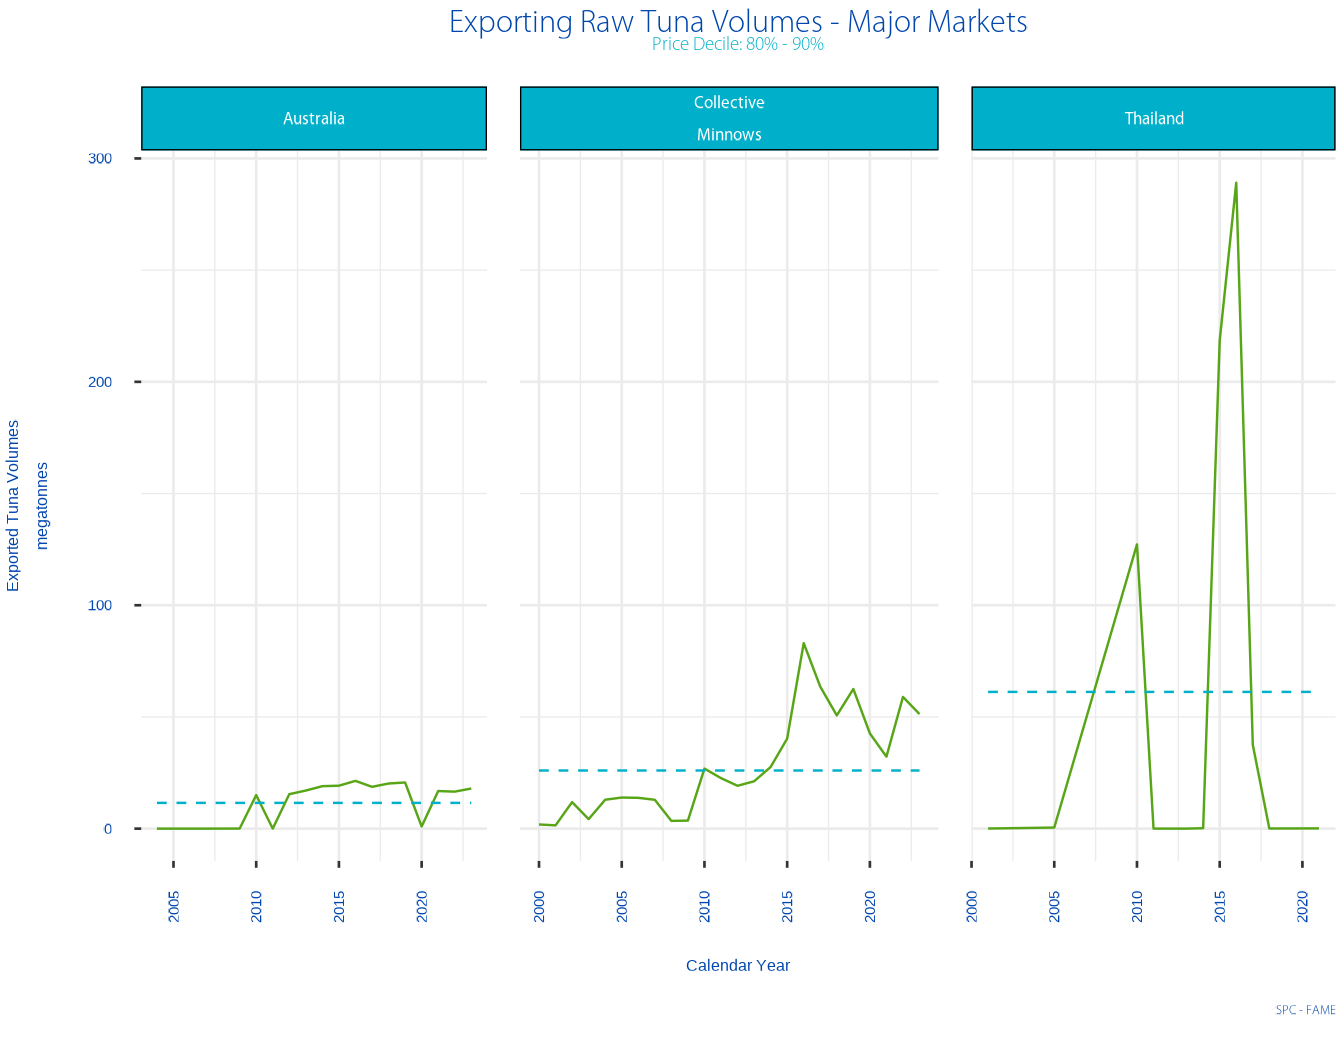 Exporting Raw Tuna Volumes - Major Markets
Price Decile: 80% - 90%
Australia
Collective
Minnows
Thailand
Exported Tuna Volumes
megatonnes
300
200
100
0
2005
2010
2015
2020
2000
2005
2010
2015
2020
2000
2005
2010
2015
2020
Calendar Year
SPC - FAME